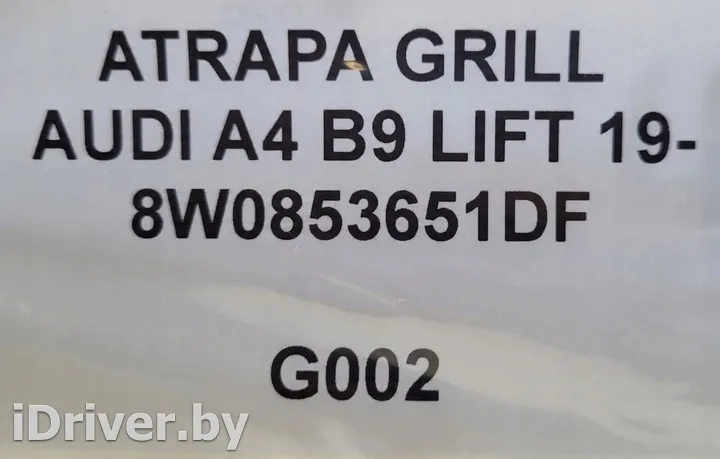 ATRAPA GRILL
AUDI A4 B9 LIFT 19-
8W0853651DF
G002
iDriver.by